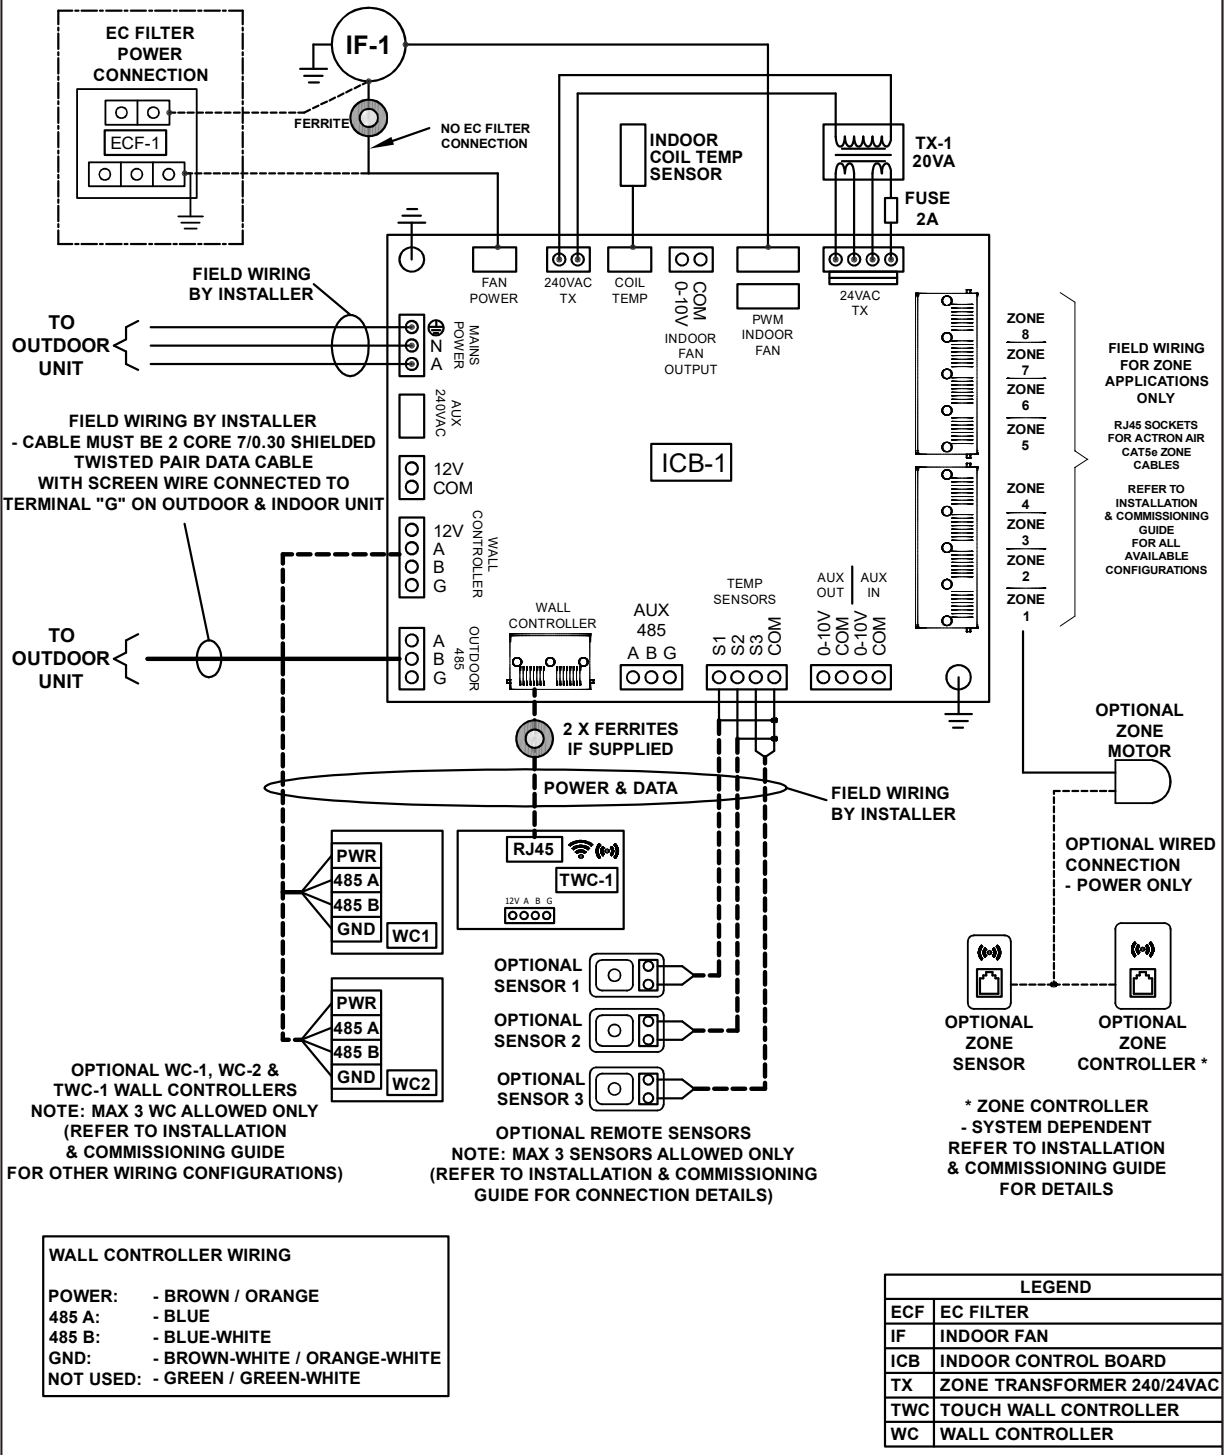 EC FILTER
POWER
CONNECTION
ECF-1
IF-1
FERRITE
NO EC FILTER
CONNECTION
INDOOR
COIL TEMP
SENSOR
TX-1
20VA
FUSE
2A
FIELD WIRING
BY INSTALLER
TO
OUTDOOR
UNIT
FAN
POWER
240VAC
TX
COIL
TEMP
0-10V
COM
INDOOR
FAN
OUTPUT
PWM
INDOOR
FAN
24VAC
TX
N
A
MAINS
POWER
AUX
240VAC
12V
COM
12V
A
B
G
WALL
CONTROLLER
A
B
G
OUTDOOR
485
ICB-1
WALL
CONTROLLER
AUX
485
A B G
TEMP
SENSORS
S1
S2
S3
COM
AUX
OUT
AUX
IN
0-10V
COM
0-10V
COM
ZONE
8
ZONE
7
ZONE
6
ZONE
5
ZONE
4
ZONE
3
ZONE
2
ZONE
1
FIELD WIRING
FOR ZONE
APPLICATIONS
ONLY
RJ45 SOCKETS
FOR ACTRON AIR
CAT5e ZONE
CABLES
REFER TO
INSTALLATION
& COMMISSIONING
GUIDE
FOR ALL
AVAILABLE
CONFIGURATIONS
FIELD WIRING BY INSTALLER
- CABLE MUST BE 2 CORE 7/0.30 SHIELDED
TWISTED PAIR DATA CABLE
WITH SCREEN WIRE CONNECTED TO
TERMINAL "G" ON OUTDOOR & INDOOR UNIT
TO
OUTDOOR
UNIT
2 X FERRITES
IF SUPPLIED
POWER & DATA
FIELD WIRING
BY INSTALLER
OPTIONAL
ZONE
MOTOR
OPTIONAL WIRED
CONNECTION
- POWER ONLY
PWR
485 A
485 B
GND
WC1
RJ45
TWC-1
12V A B G
PWR
485 A
485 B
GND
WC2
OPTIONAL
SENSOR 1
OPTIONAL
SENSOR 2
OPTIONAL
SENSOR 3
OPTIONAL
ZONE
SENSOR
OPTIONAL
ZONE
CONTROLLER *
OPTIONAL WC-1, WC-2 &
TWC-1 WALL CONTROLLERS
NOTE: MAX 3 WC ALLOWED ONLY
(REFER TO INSTALLATION
& COMMISSIONING GUIDE
FOR OTHER WIRING CONFIGURATIONS)
OPTIONAL REMOTE SENSORS
NOTE: MAX 3 SENSORS ALLOWED ONLY
(REFER TO INSTALLATION & COMMISSIONING
GUIDE FOR CONNECTION DETAILS)
* ZONE CONTROLLER
- SYSTEM DEPENDENT
REFER TO INSTALLATION
& COMMISSIONING GUIDE
FOR DETAILS
WALL CONTROLLER WIRING
POWER: - BROWN / ORANGE
485 A: - BLUE
485 B: - BLUE-WHITE
GND: - BROWN-WHITE / ORANGE-WHITE
NOT USED: - GREEN / GREEN-WHITE
LEGEND
ECF EC FILTER
IF INDOOR FAN
ICB INDOOR CONTROL BOARD
TX ZONE TRANSFORMER 240/24VAC
TWC TOUCH WALL CONTROLLER
WC WALL CONTROLLER